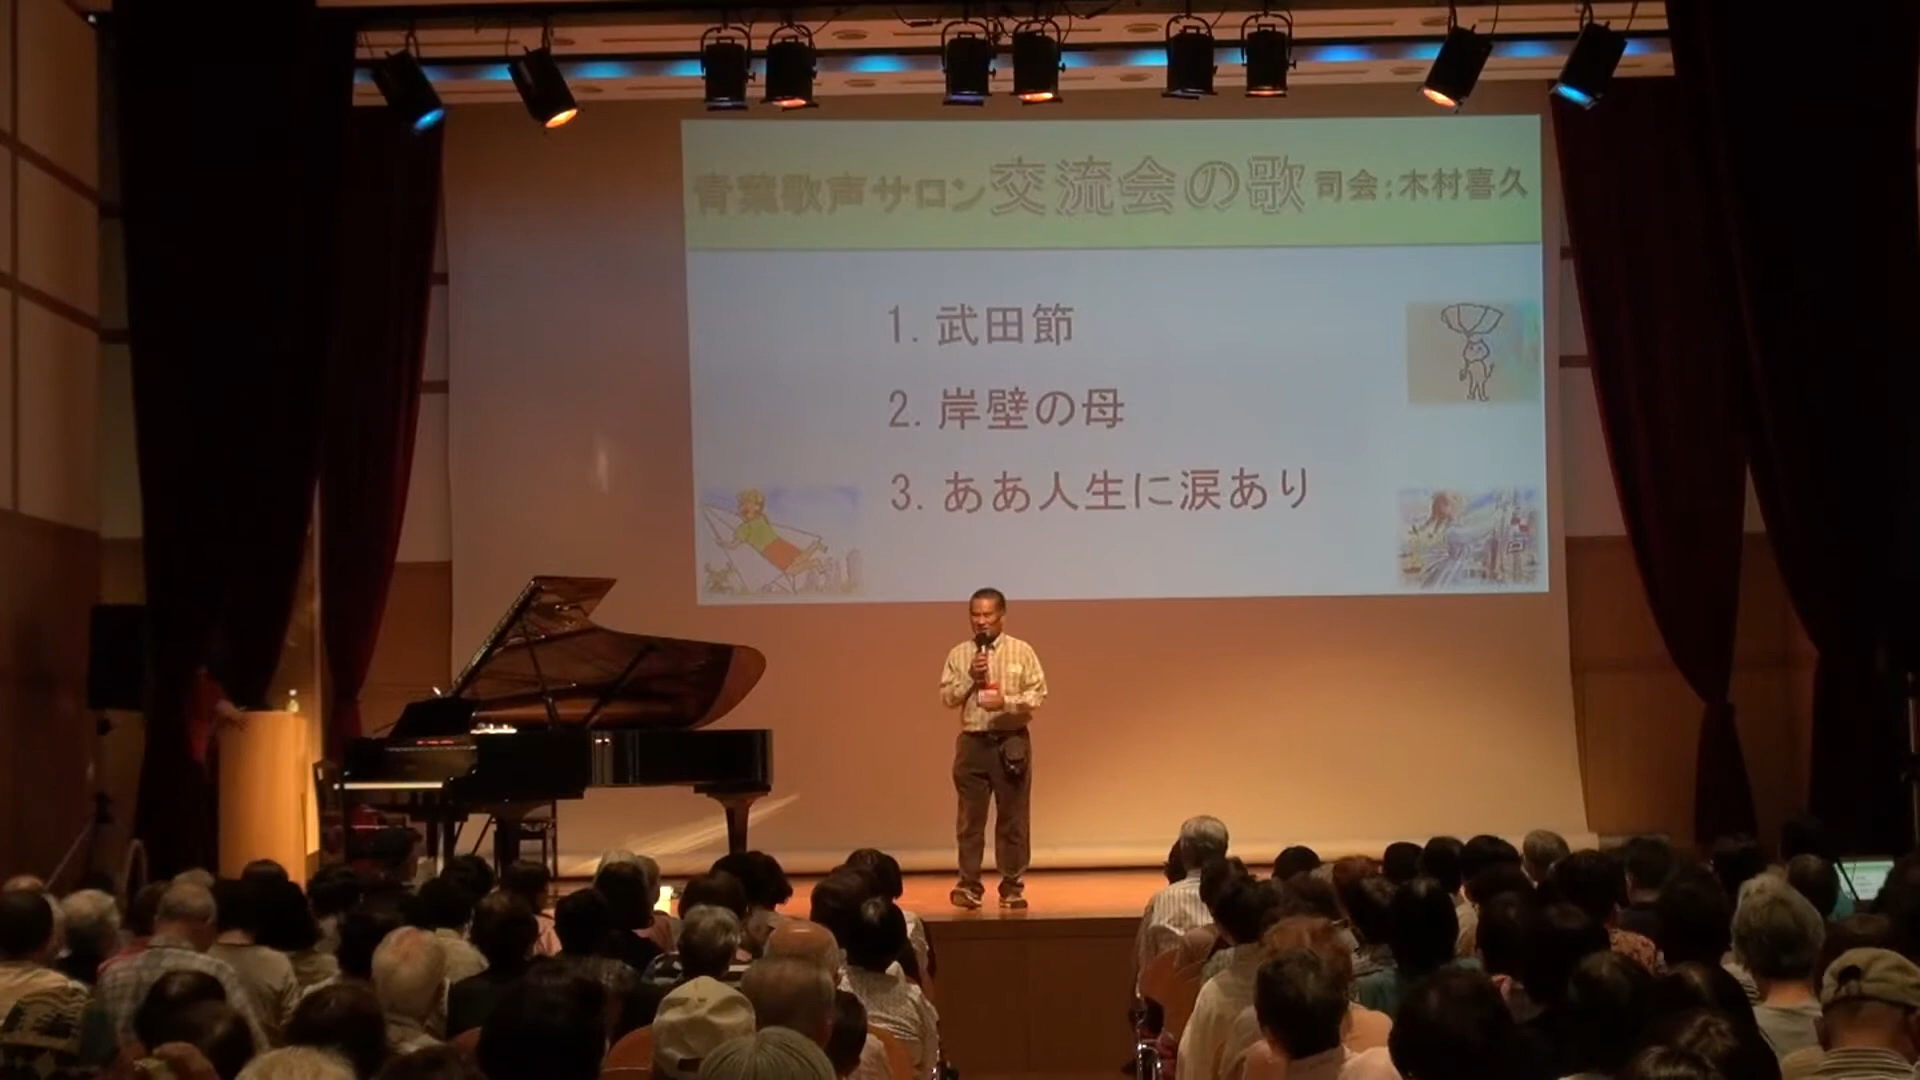 青葉歌声サロン交流会の歌 司会:木村喜久
1. 武田節
2. 岸壁の母
3. ああ人生に涙あり